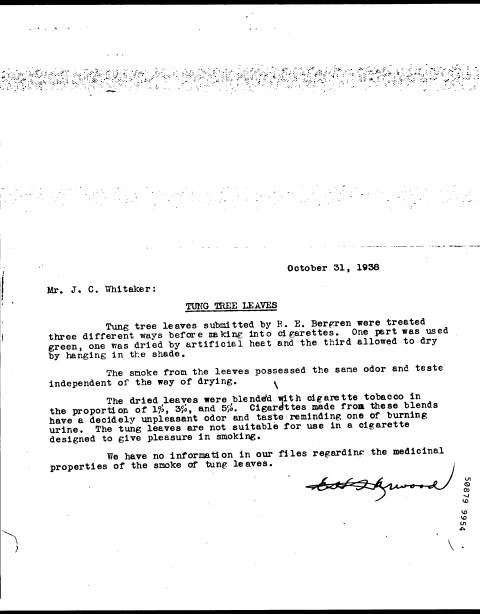 October 31, 1938
Mr. J. C. Whitaker:
TUNG TREE LEAVES
Tung tree leaves submitted by R. E. Bergren were treated
three different ways before making into cigarettes. One part was used
green, one was dried by artificial heat and the third allowed to dry
by hanging in the shade.
The smoke from the leaves possessed the same odor and taste
independent of the way of drying.
The dried leaves were blended with cigarette tobacco in
the proportion of 1%, 3%, and 5%. Cigarettes made from these blends
have a decidely unpleasant odor and taste reminding one of burning
urine. The tung leaves are not suitable for use in a cigarette
designed to give pleasure in smoking.
We have no information in our files regarding the medicinal
properties of the smoke of tung leaves.
50879 9954